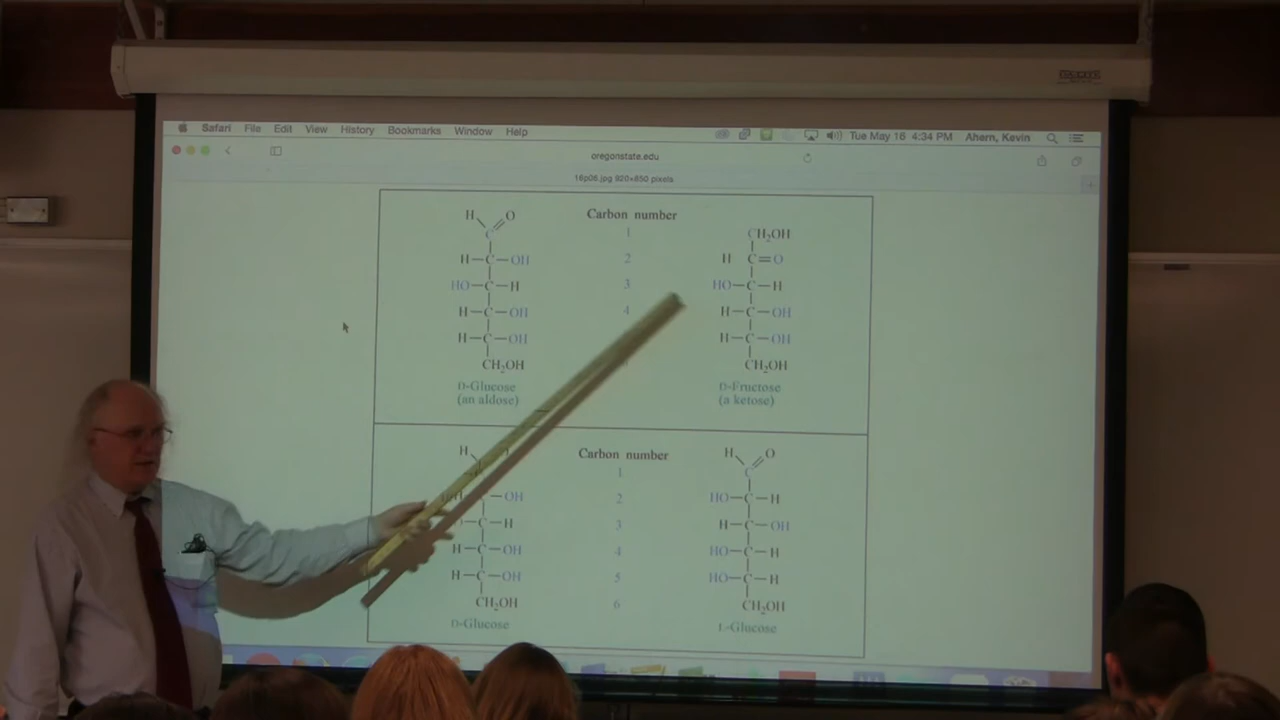 Safari File Edit View History Bookmarks Window Help Tue May 16 4:34 PM Ahern, Kevin
oregonstate.edu
16p06.jpg 920×650 pixels
H O Carbon number
C 1 CH₂OH
H—C—OH 2 H C=O
HO—C—H 3 HO—C—H
H—C—OH 4 H—C—OH
H—C—OH H—C—OH
CH₂OH CH₂OH
D-Glucose D-Fructose
(an aldose) (a ketose)
H Carbon number H O
1 C
—OH 2 HO—C—H
C—H 3 H—C—OH
H—C—OH 4 HO—C—H
H—C—OH 5 HO—C—H
CH₂OH 6 CH₂OH
D-Glucose L-Glucose